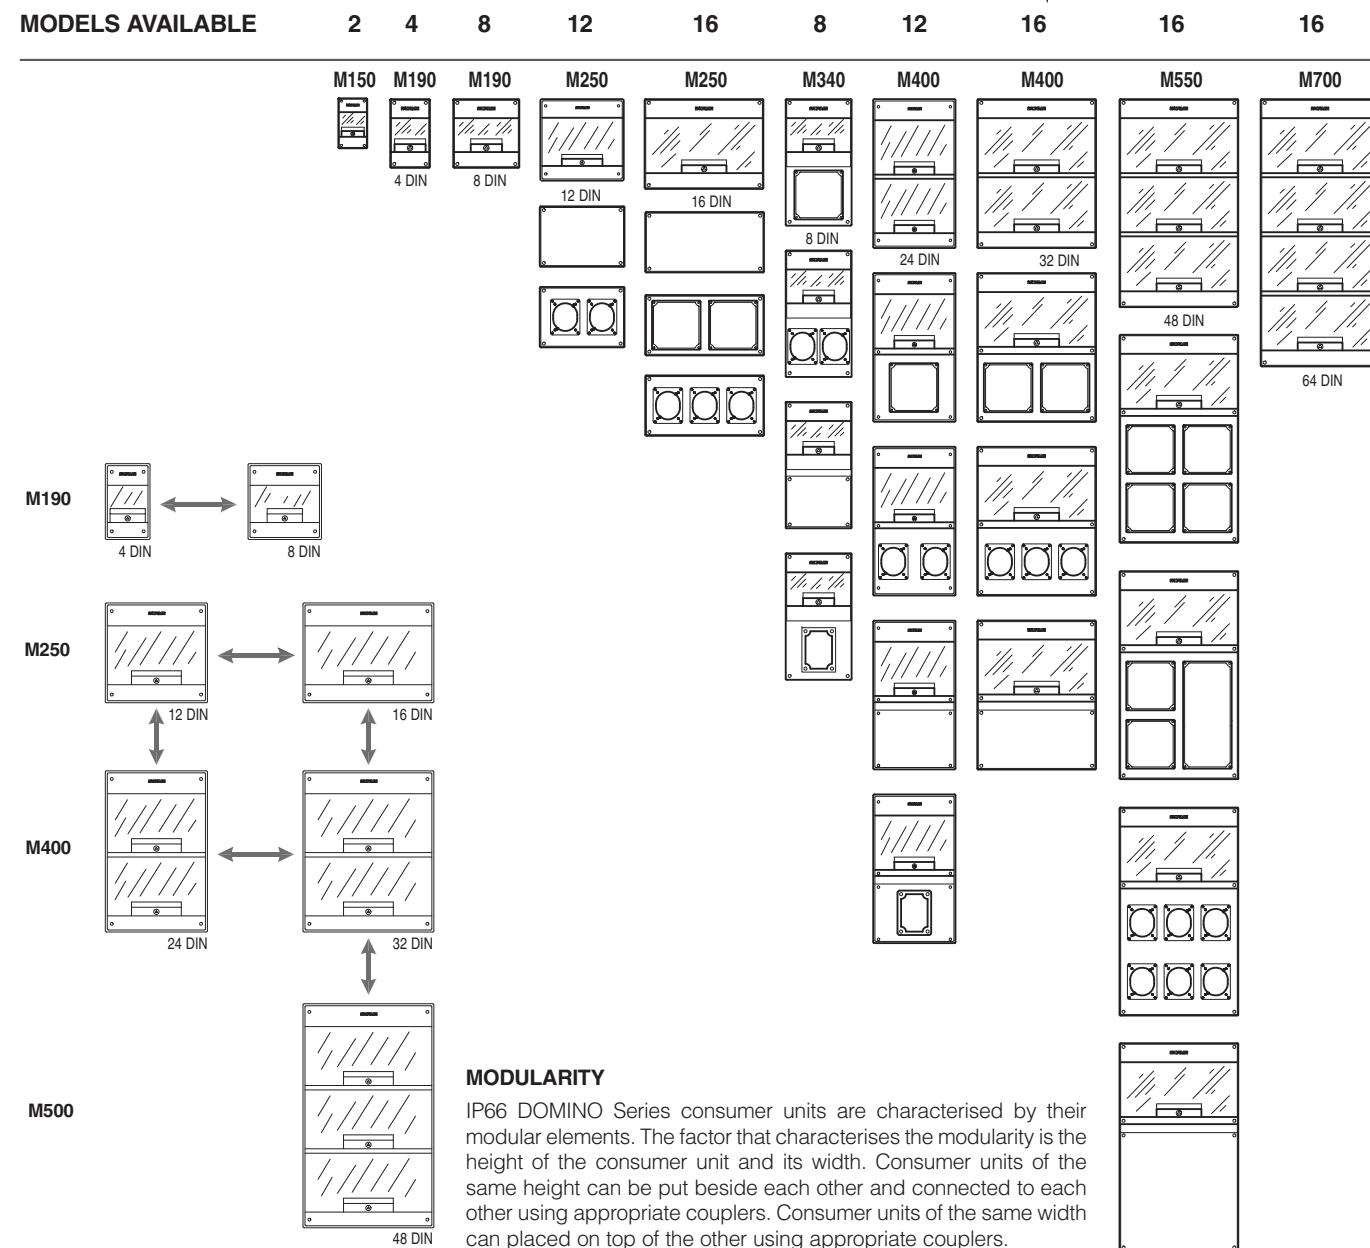 MODELS AVAILABLE 2 4 8 12 16 8 12 16 16 16
M150 M190 M190 M250 M250 M340 M400 M400 M550 M700
4 DIN 8 DIN 12 DIN 16 DIN
8 DIN 24 DIN 32 DIN
48 DIN
64 DIN
M190
4 DIN 8 DIN
M250
12 DIN 16 DIN
M400
24 DIN 32 DIN
M500
48 DIN
MODULARITY
IP66 DOMINO Series consumer units are characterised by their
modular elements. The factor that characterises the modularity is the
height of the consumer unit and its width. Consumer units of the
same height can be put beside each other and connected to each
other using appropriate couplers. Consumer units of the same width
can placed on top of the other using appropriate couplers.